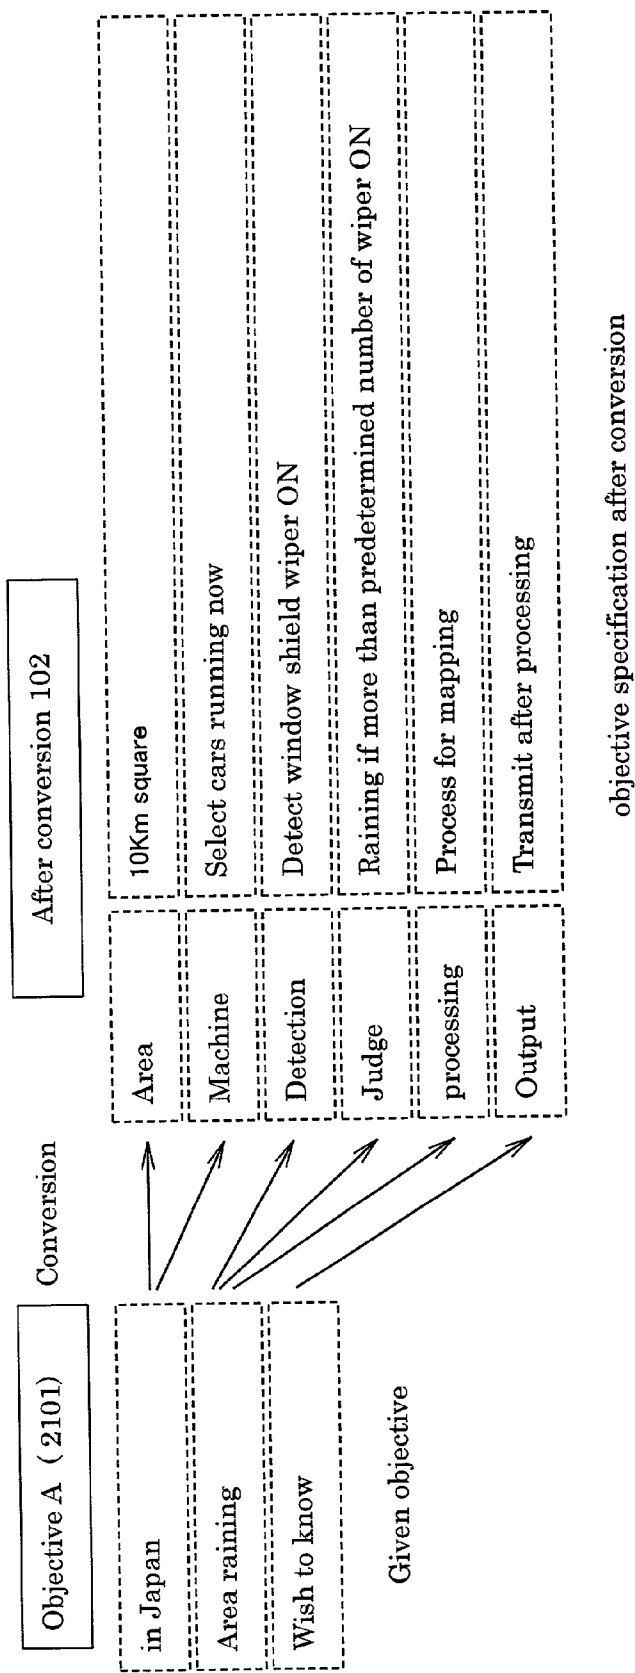 Objective A ( 2101)
Conversion
After conversion 102
in Japan
Area raining
Wish to know
Given objective
Area
10Km square
Machine
Select cars running now
Detection
Detect window shield wiper ON
Judge
Raining if more than predetermined number of wiper ON
processing
Process for mapping
Output
Transmit after processing
objective specification after conversion